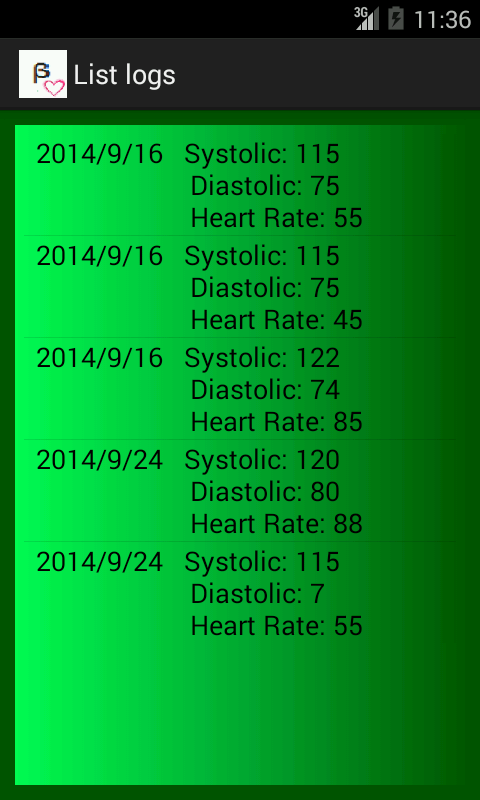 3G 11:36
β List logs
2014/9/16 Systolic: 115
Diastolic: 75
Heart Rate: 55
2014/9/16 Systolic: 115
Diastolic: 75
Heart Rate: 45
2014/9/16 Systolic: 122
Diastolic: 74
Heart Rate: 85
2014/9/24 Systolic: 120
Diastolic: 80
Heart Rate: 88
2014/9/24 Systolic: 115
Diastolic: 7
Heart Rate: 55